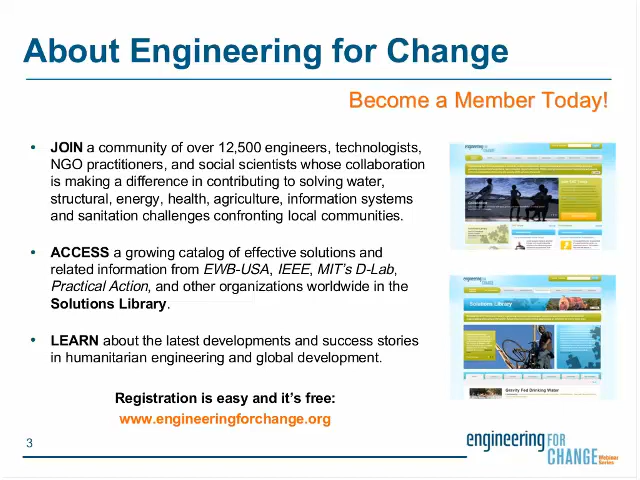 About Engineering for Change
Become a Member Today!
• JOIN a community of over 12,500 engineers, technologists,
NGO practitioners, and social scientists whose collaboration
is making a difference in contributing to solving water,
structural, energy, health, agriculture, information systems
and sanitation challenges confronting local communities.
• ACCESS a growing catalog of effective solutions and
related information from EWB-USA, IEEE, MIT's D-Lab,
Practical Action, and other organizations worldwide in the
Solutions Library.
• LEARN about the latest developments and success stories
in humanitarian engineering and global development.
Registration is easy and it's free:
www.engineeringforchange.org
Solutions Library
Gravity Fed Drinking Water
3
engineering FOR
CHANGE Webinar
Series